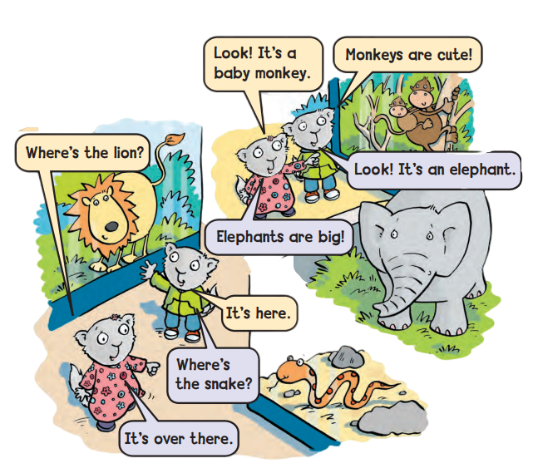 Look! It's a
baby monkey.
Monkeys are cute!
Look! It's an elephant.
Elephants are big!
Where's the lion?
It's here.
Where's
the snake?
It's over there.